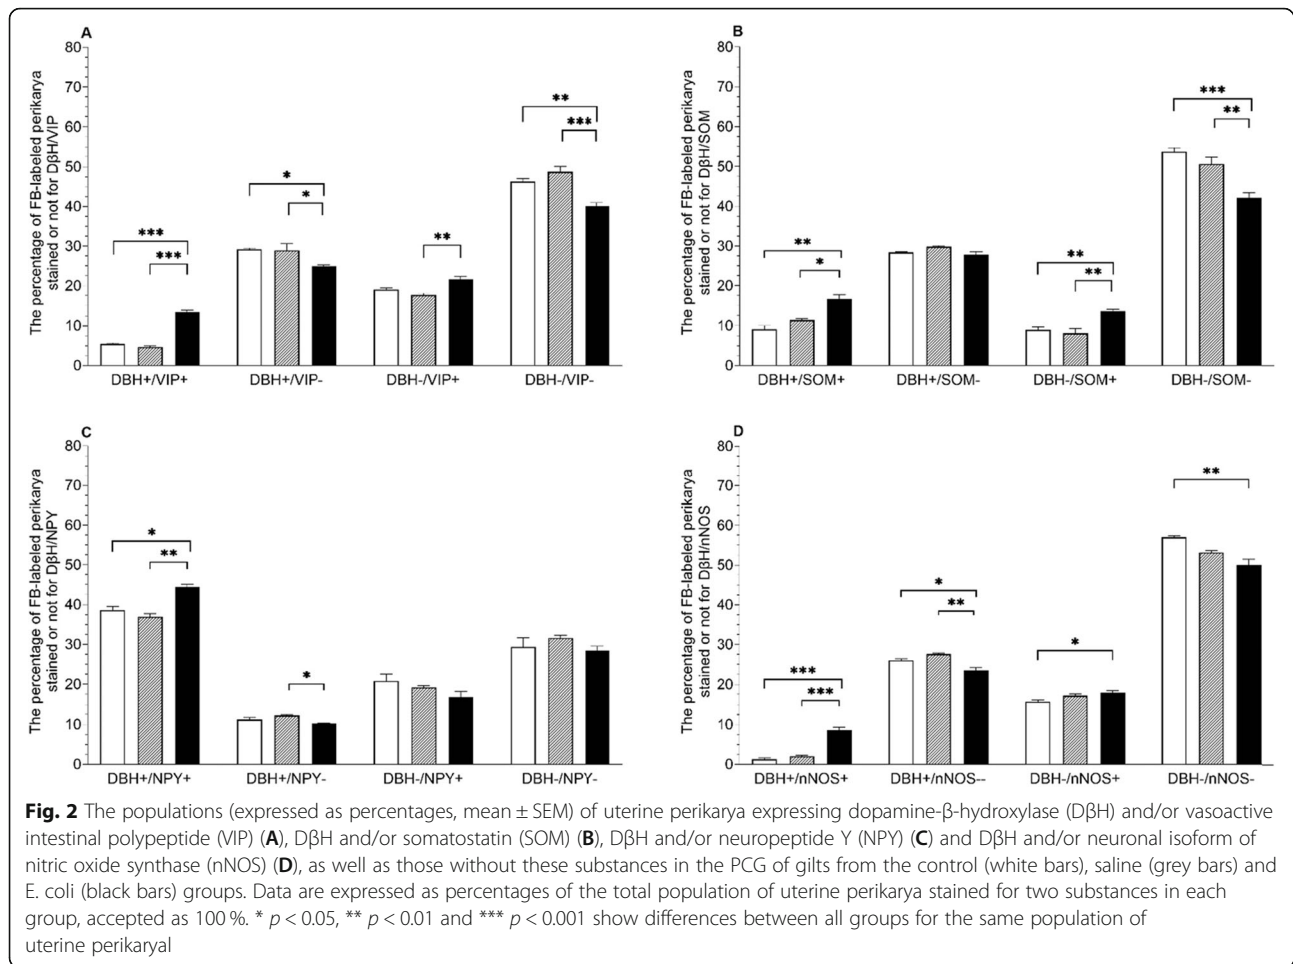 A
The percentage of FB-labeled perikarya
stained or not for DβH/VIP
80
70
60
50
40
30
20
10
0
***
***
*
*
**
**
***
DBH+/VIP+ DBH+/VIP- DBH-/VIP+ DBH-/VIP-
B
The percentage of FB-labeled perikarya
stained or not for DβH/SOM
80
70
60
50
40
30
20
10
0
**
*
**
**
***
**
DBH+/SOM+ DBH+/SOM- DBH-/SOM+ DBH-/SOM-
C
The percentage of FB-labeled perikarya
stained or not for DβH/NPY
80
70
60
50
40
30
20
10
0
*
**
*
DBH+/NPY+ DBH+/NPY- DBH-/NPY+ DBH-/NPY-
D
The percentage of FB-labeled perikarya
stained or not for DβH/nNOS
80
70
60
50
40
30
20
10
0
***
***
*
**
*
**
DBH+/nNOS+ DBH+/nNOS-- DBH-/nNOS+ DBH-/nNOS-
Fig. 2 The populations (expressed as percentages, mean ± SEM) of uterine perikarya expressing dopamine-β-hydroxylase (DβH) and/or vasoactive
intestinal polypeptide (VIP) (A), DβH and/or somatostatin (SOM) (B), DβH and/or neuropeptide Y (NPY) (C) and DβH and/or neuronal isoform of
nitric oxide synthase (nNOS) (D), as well as those without these substances in the PCG of gilts from the control (white bars), saline (grey bars) and
E. coli (black bars) groups. Data are expressed as percentages of the total population of uterine perikarya stained for two substances in each
group, accepted as 100 %. * p < 0.05, ** p < 0.01 and *** p < 0.001 show differences between all groups for the same population of
uterine perikaryal